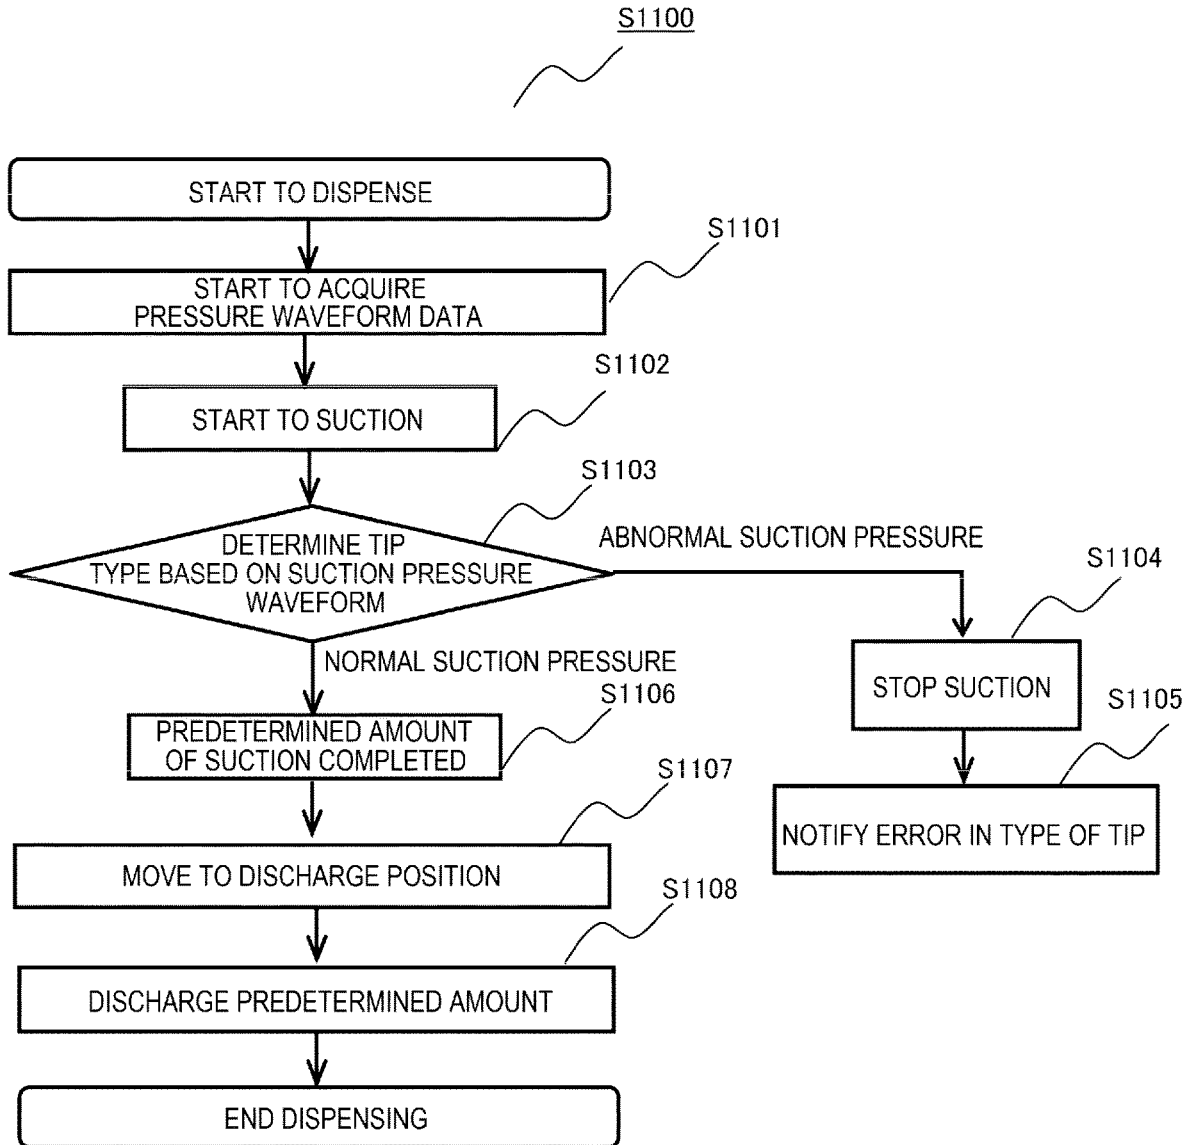 S1100
START TO DISPENSE
S1101
START TO ACQUIRE
PRESSURE WAVEFORM DATA
S1102
START TO SUCTION
S1103
DETERMINE TIP
TYPE BASED ON SUCTION PRESSURE
WAVEFORM
ABNORMAL SUCTION PRESSURE
S1104
STOP SUCTION
S1105
NOTIFY ERROR IN TYPE OF TIP
NORMAL SUCTION PRESSURE
S1106
PREDETERMINED AMOUNT
OF SUCTION COMPLETED
S1107
MOVE TO DISCHARGE POSITION
S1108
DISCHARGE PREDETERMINED AMOUNT
END DISPENSING